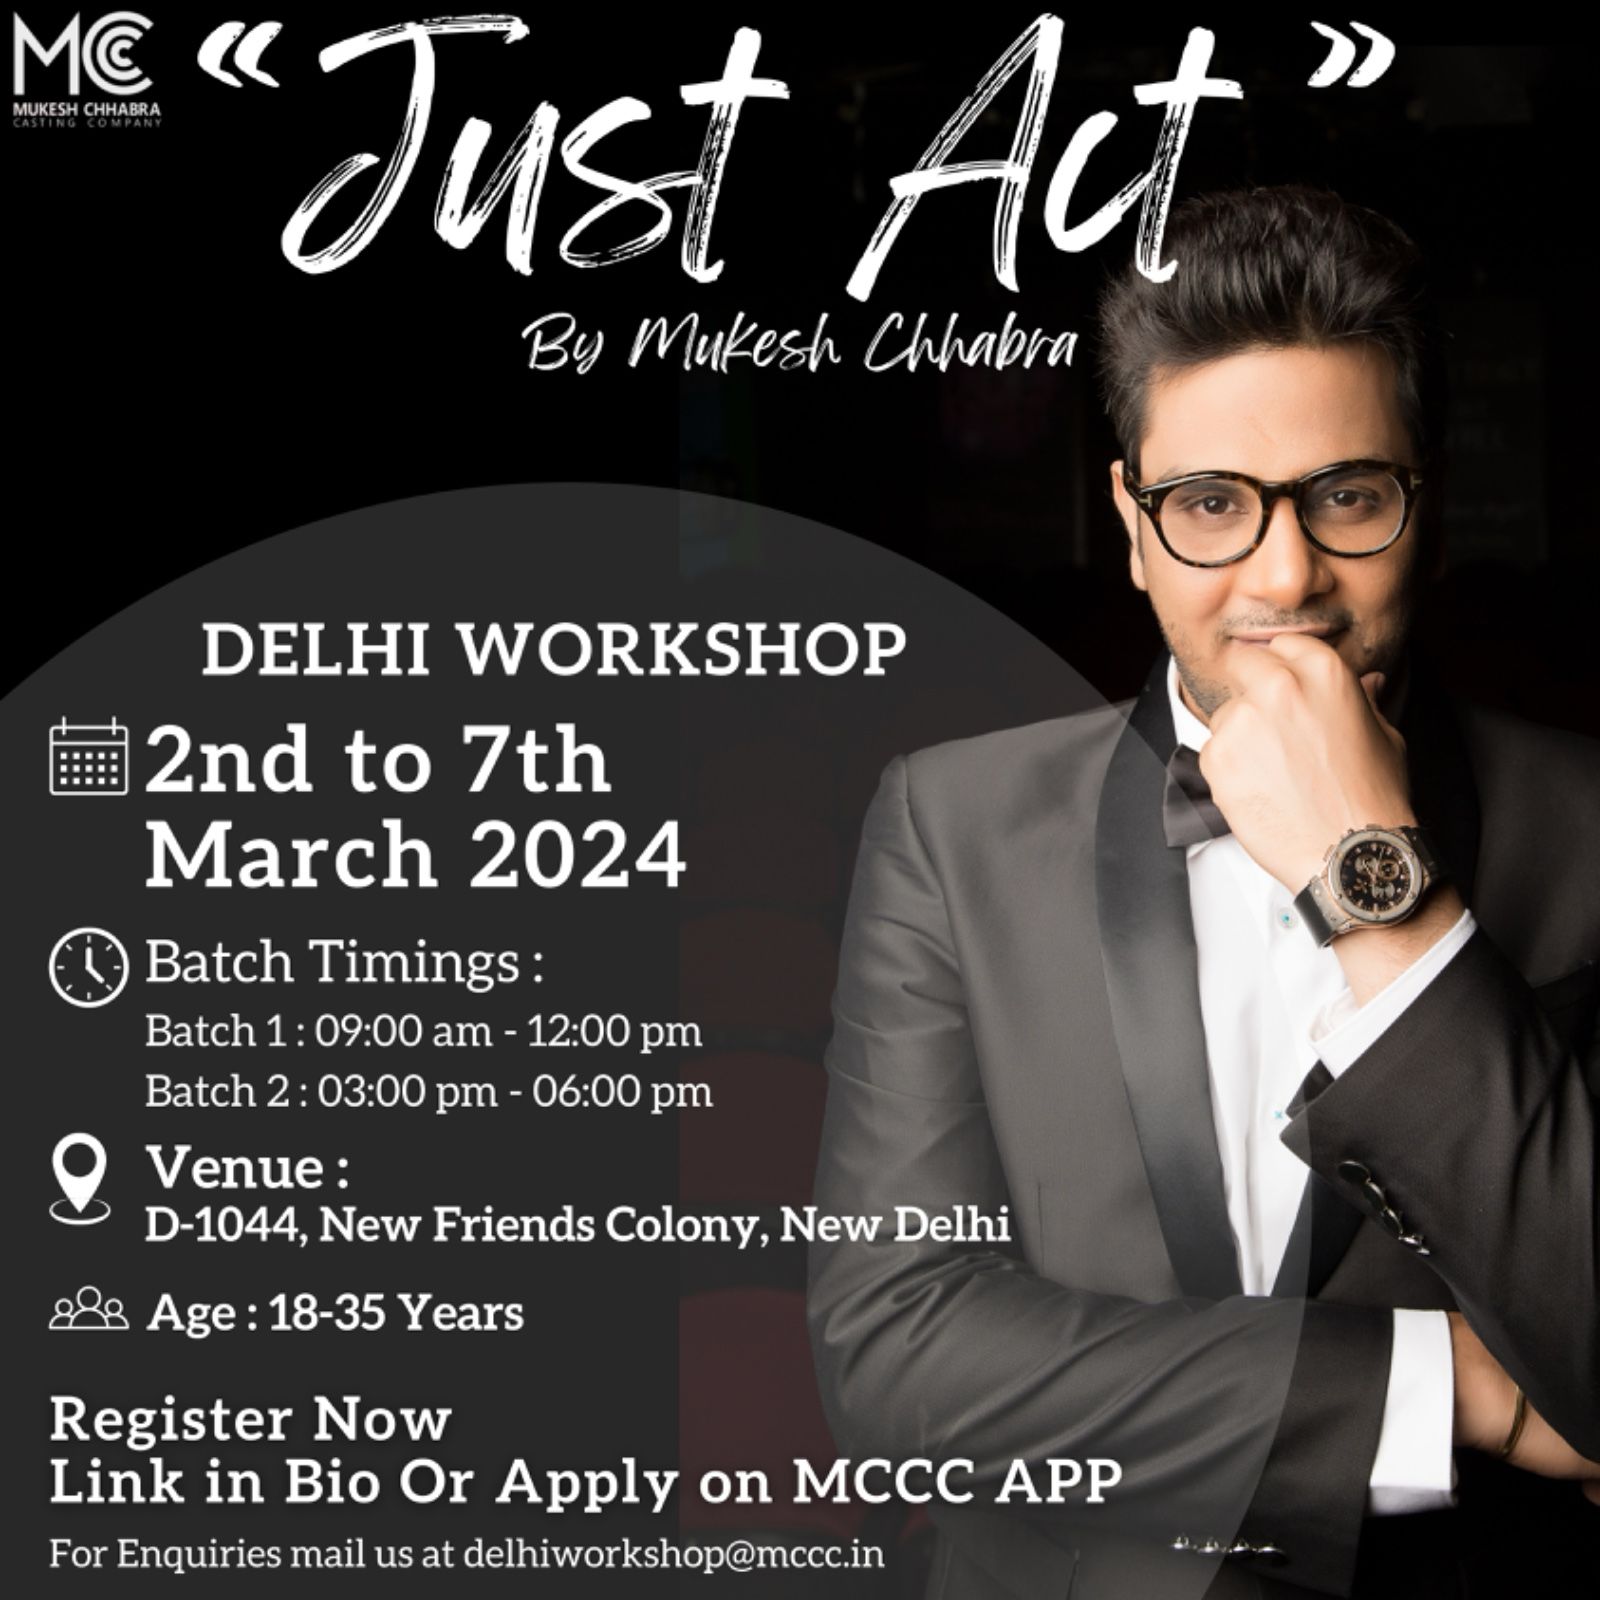 MCCC
MUKESH CHHABRA
CASTING COMPANY
“Just Act”
By Mukesh Chhabra
DELHI WORKSHOP
2nd to 7th
March 2024
Batch Timings :
Batch 1 : 09:00 am - 12:00 pm
Batch 2 : 03:00 pm - 06:00 pm
Venue :
D-1044, New Friends Colony, New Delhi
Age : 18-35 Years
Register Now
Link in Bio Or Apply on MCCC APP
For Enquiries mail us at delhiworkshop@mccc.in